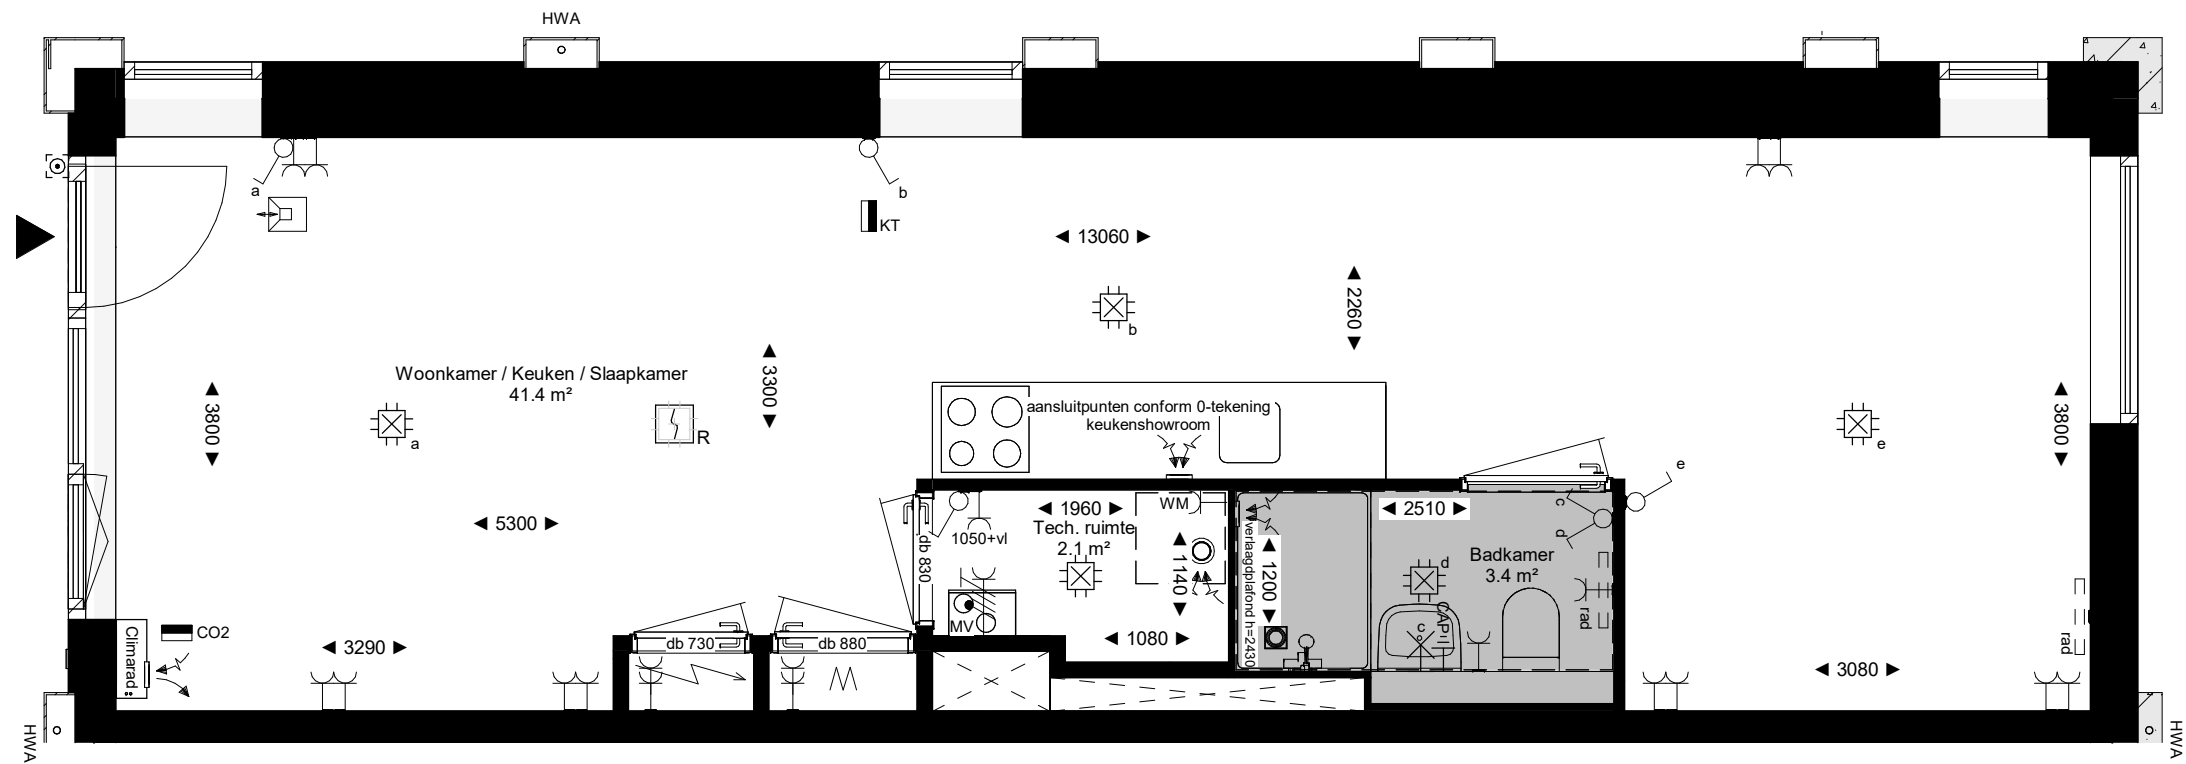 HWA
a
b
KT
◄ 13060 ►
◄ 2260 ►
b
Woonkamer / Keuken / Slaapkamer
41.4 m²
◄ 3300 ►
◄ 3800 ►
a
R
aansluitpunten conform 0-tekening
keukenshowroom
◄ 3800 ►
e
e
◄ 5300 ►
db 830
1050+vl
◄ 1960 ►
Tech. ruimte
2.1 m²
WM
◄ 1140 ►
verlaagdplafond h=2430
◄ 1200 ►
◄ 2510 ►
c
d
Badkamer
3.4 m²
d
CAP
c
rad
rad
MV
◄ 1080 ►
Climarad
CO2
◄ 3290 ►
db 730
db 880
◄ 3080 ►
HWA
HWA